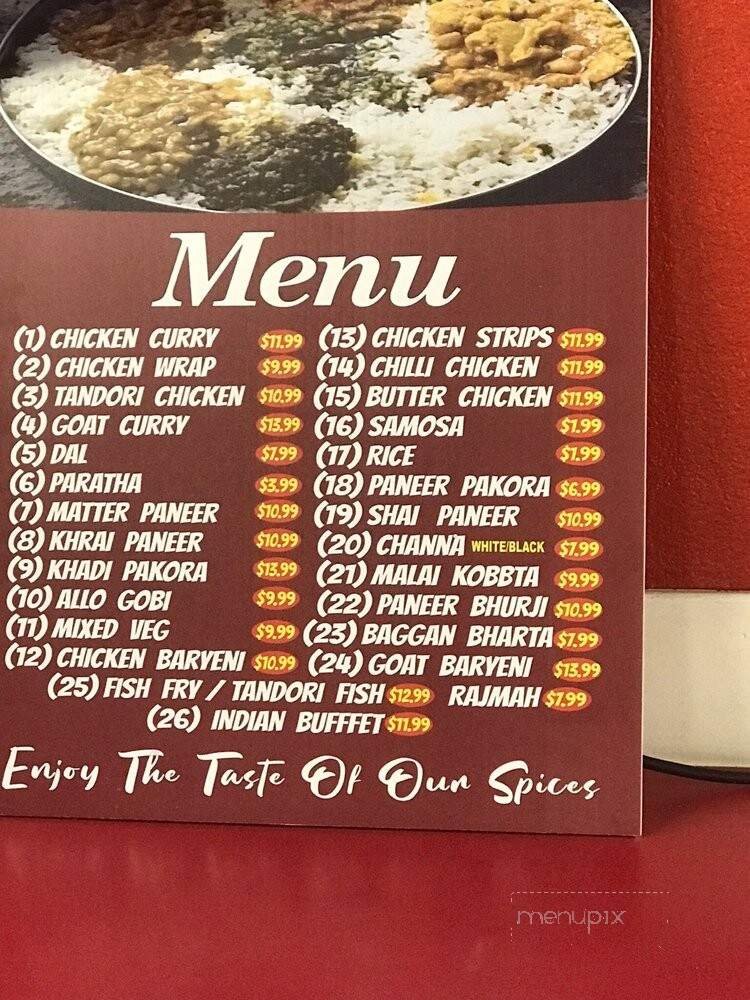 Menu
(1) CHICKEN CURRY $11.99
(2) CHICKEN WRAP $9.99
(3) TANDORI CHICKEN $10.99
(4) GOAT CURRY $13.99
(5) DAL $7.99
(6) PARATHA $3.99
(7) MATTER PANEER $10.99
(8) KHRAI PANEER $10.99
(9) KHADI PAKORA $13.99
(10) ALLO GOBI $9.99
(11) MIXED VEG $9.99
(12) CHICKEN BARYENI $10.99
(13) CHICKEN STRIPS $11.99
(14) CHILLI CHICKEN $11.99
(15) BUTTER CHICKEN $11.99
(16) SAMOSA $1.99
(17) RICE $1.99
(18) PANEER PAKORA $6.99
(19) SHAI PANEER $10.99
(20) CHANNA WHITE/BLACK $7.99
(21) MALAI KOBBTA $9.99
(22) PANEER BHURJI $10.99
(23) BAGGAN BHARTA $7.99
(24) GOAT BARYENI $13.99
(25) FISH FRY / TANDORI FISH $12.99 RAJMAH $7.99
(26) INDIAN BUFFFET $11.99
Enjoy The Taste Of Our Spices
menupix